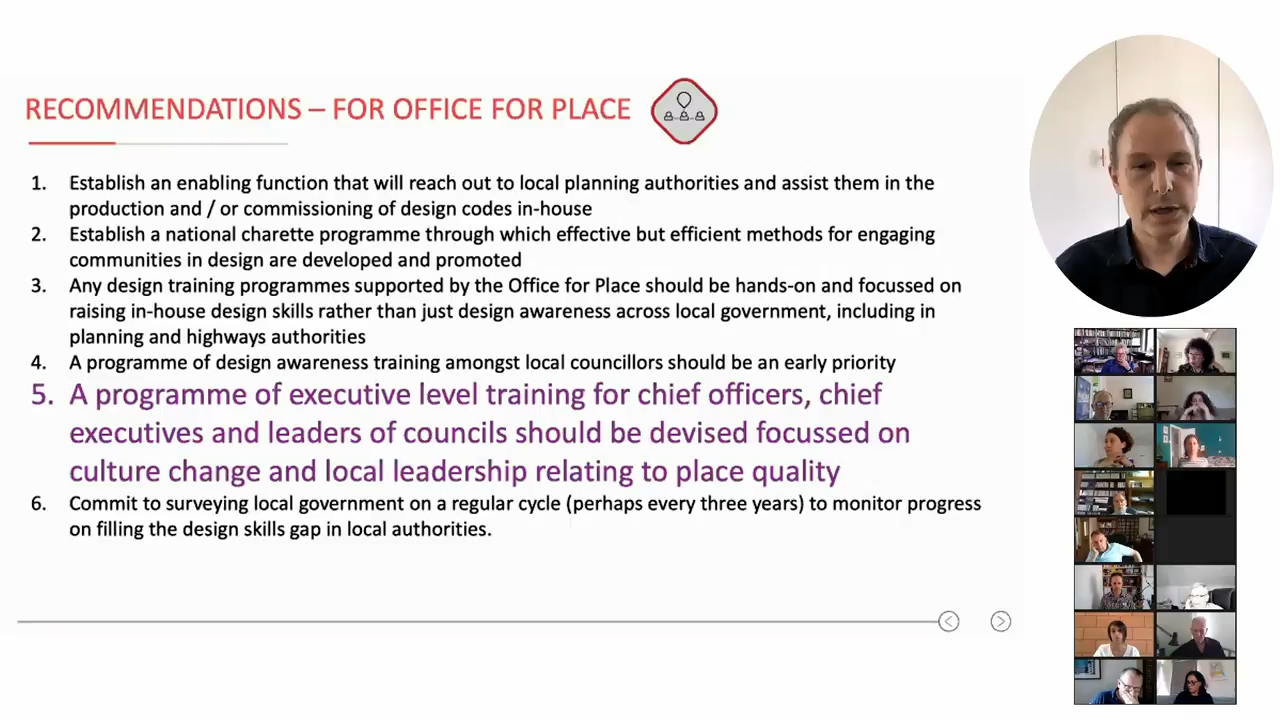 RECOMMENDATIONS – FOR OFFICE FOR PLACE
1. Establish an enabling function that will reach out to local planning authorities and assist them in the
production and / or commissioning of design codes in-house
2. Establish a national charette programme through which effective but efficient methods for engaging
communities in design are developed and promoted
3. Any design training programmes supported by the Office for Place should be hands-on and focussed on
raising in-house design skills rather than just design awareness across local government, including in
planning and highways authorities
4. A programme of design awareness training amongst local councillors should be an early priority
5. A programme of executive level training for chief officers, chief
executives and leaders of councils should be devised focussed on
culture change and local leadership relating to place quality
6. Commit to surveying local government on a regular cycle (perhaps every three years) to monitor progress
on filling the design skills gap in local authorities.